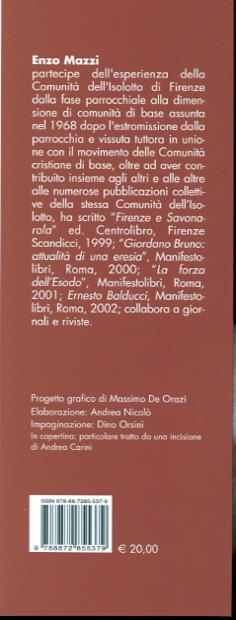 Enzo Mazzi
partecipe dell'esperienza della
Comunità dell'Isolotto di Firenze
dalla fase parrocchiale alla dimen-
sione di comunità di base assunta
nel 1968 dopo l'estromissione dalla
parrocchia e vissuta tuttora in unio-
ne con il movimento delle Comunità
cristiane di base, oltre ad aver con-
tribuito insieme agli altri e alle altre
alle numerose pubblicazioni colletti-
ve della stessa Comunità dell'Iso-
lotto, ha scritto "Firenze e Savona-
rola" ed. Centrolibro, Firenze
Scandicci, 1999; "Giordano Bruno:
attualità di una eresia", Manifesto-
libri, Roma, 2000; "La forza
dell'Esodo", Manifestolibri, Roma,
2001; Ernesto Balducci, Manifesto-
libri, Roma, 2002; collabora a gior-
nali e riviste.
Progetto grafico di Massimo De Orazi
Elaborazione: Andrea Nicolò
Impaginazione: Dino Orsini
In copertina: particolare tratto da una incisione
di Andrea Carini
ISBN 978-88-7285-537-9
9 788872 855379
€ 20,00